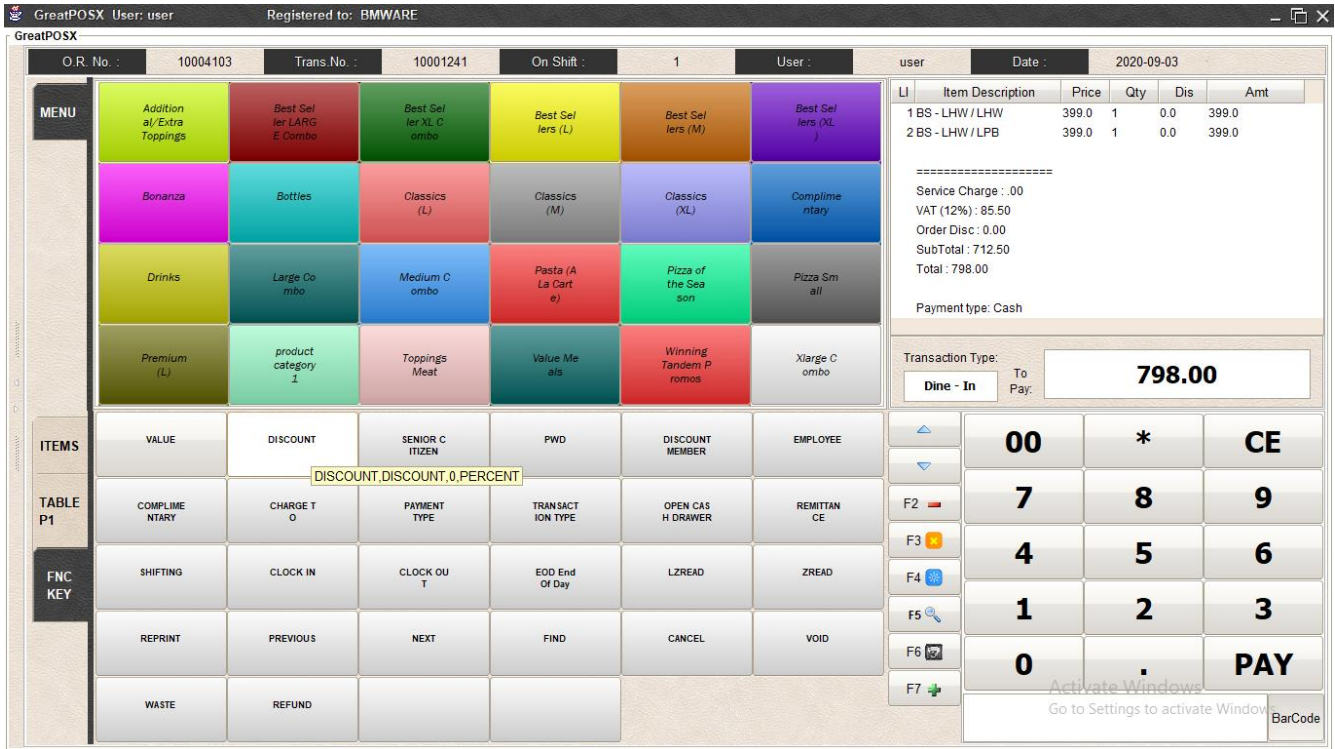 GreatPOSX User: user Registered to: BMWARE
GreatPOSX
O.R. No. : 10004103 Trans.No. : 10001241 On Shift : 1 User : user Date : 2020-09-03
MENU
Addition
al/Extra
Toppings
Best Sel
ler LARG
E Combo
Best Sel
ler XL C
ombo
Best Sel
lers (L)
Best Sel
lers (M)
Best Sel
lers (XL
)
Bonanza
Bottles
Classics
(L)
Classics
(M)
Classics
(XL)
Complime
ntary
Drinks
Large Co
mbo
Medium C
ombo
Pasta (A
La Cart
e)
Pizza of
the Sea
son
Pizza Sm
all
Premium
(L)
product
category
1
Toppings
Meat
Value Me
als
Winning
Tandem P
romos
Xlarge C
ombo
LI Item Description Price Qty Dis Amt
1 BS - LHW / LHW 399.0 1 0.0 399.0
2 BS - LHW / LPB 399.0 1 0.0 399.0
====================
Service Charge : .00
VAT (12%) : 85.50
Order Disc : 0.00
SubTotal : 712.50
Total : 798.00
Payment type: Cash
Transaction Type:
Dine - In
To
Pay:
798.00
ITEMS
TABLE
P1
FNC
KEY
VALUE
DISCOUNT
SENIOR C
ITIZEN
PWD
DISCOUNT
MEMBER
EMPLOYEE
DISCOUNT,DISCOUNT,0,PERCENT
COMPLIME
NTARY
CHARGE T
O
PAYMENT
TYPE
TRANSACT
ION TYPE
OPEN CAS
H DRAWER
REMITTAN
CE
SHIFTING
CLOCK IN
CLOCK OU
T
EOD End
Of Day
LZREAD
ZREAD
REPRINT
PREVIOUS
NEXT
FIND
CANCEL
VOID
WASTE
REFUND
F2
F3
F4
F5
F6
F7
00 * CE
7 8 9
4 5 6
1 2 3
0 . PAY
Activate Windows
Go to Settings to activate Windows.
BarCode